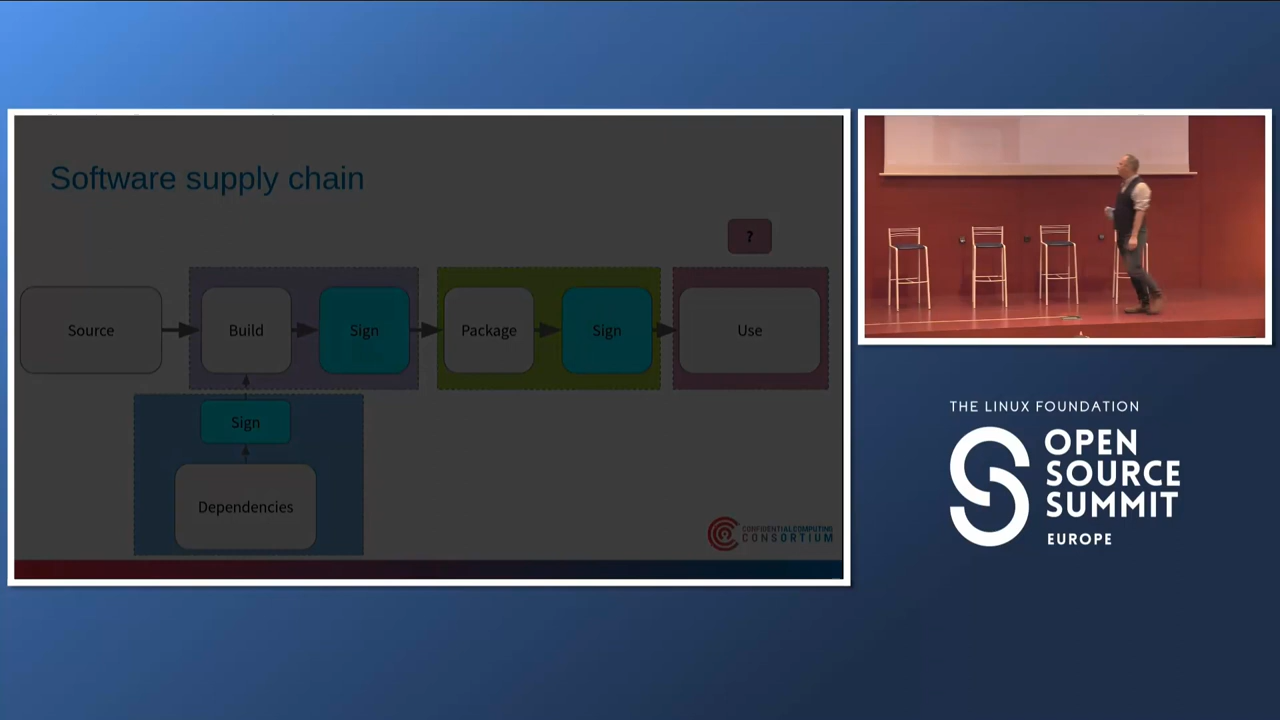 Software supply chain
?
Source
Build
Sign
Package
Sign
Use
Sign
Dependencies
CONFIDENTIAL COMPUTING
CONSORTIUM
THE LINUX FOUNDATION
OPEN
SOURCE
SUMMIT
EUROPE